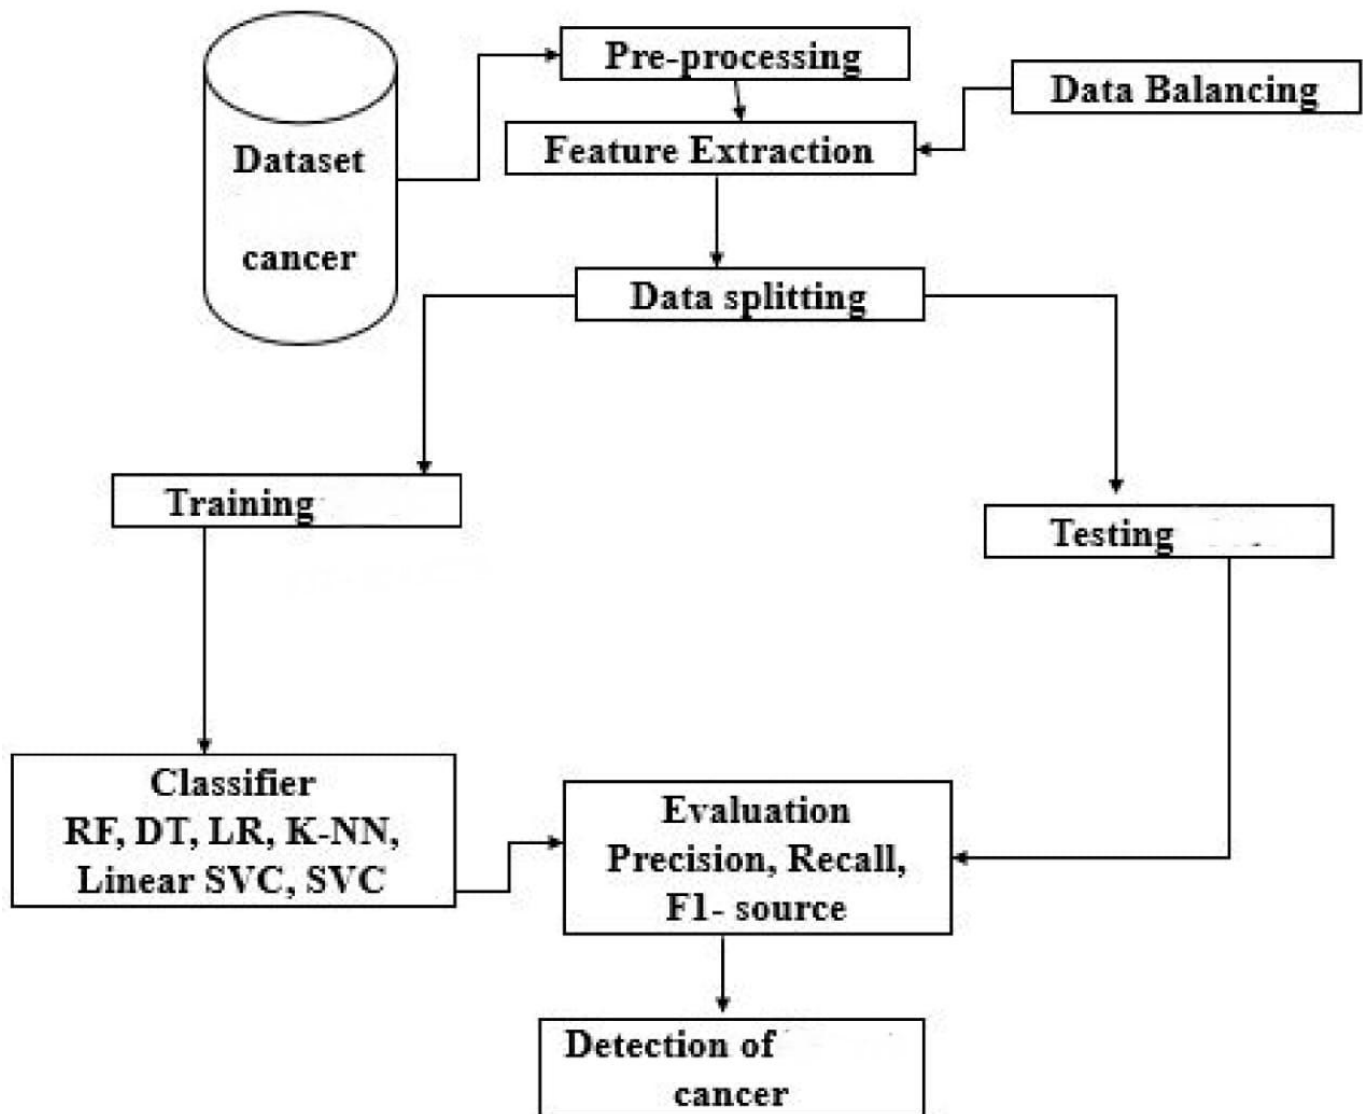 Pre-processing
Data Balancing
Feature Extraction
Dataset
cancer
Data splitting
Training
Testing
Classifier
RF, DT, LR, K-NN,
Linear SVC, SVC
Evaluation
Precision, Recall,
F1- source
Detection of
cancer